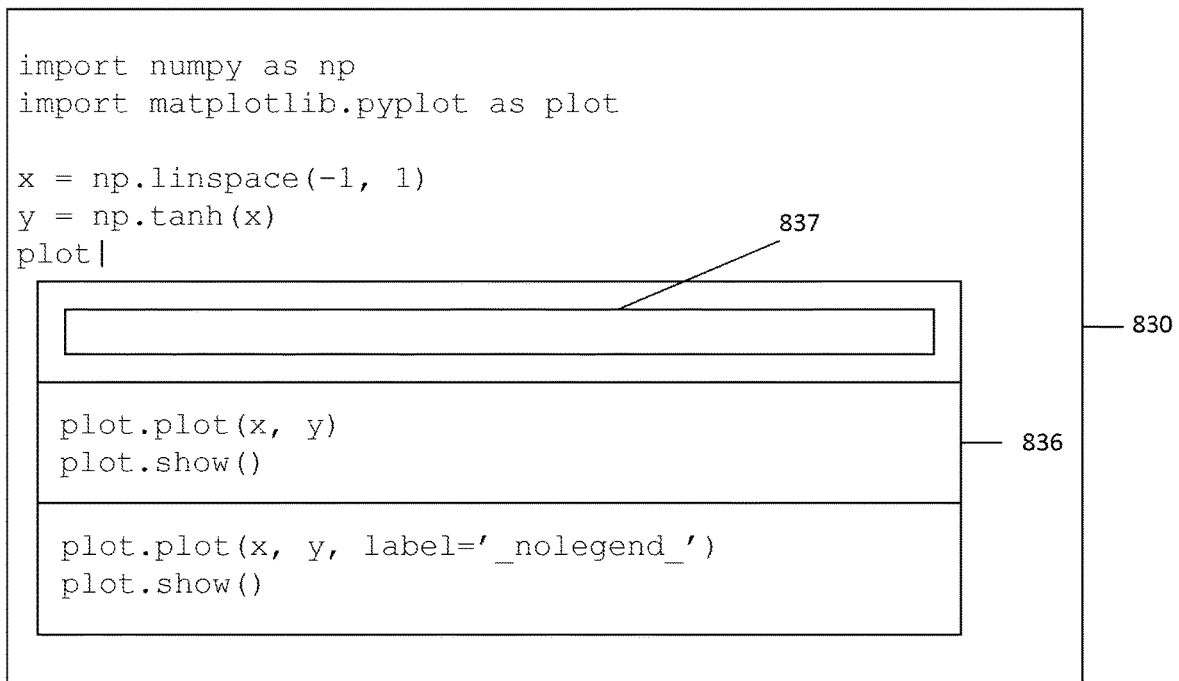 import numpy as np
import matplotlib.pyplot as plot
x = np.linspace(-1, 1)
y = np.tanh(x)
plot|
837
830
plot.plot(x, y)
plot.show()
836
plot.plot(x, y, label='_nolegend_')
plot.show()